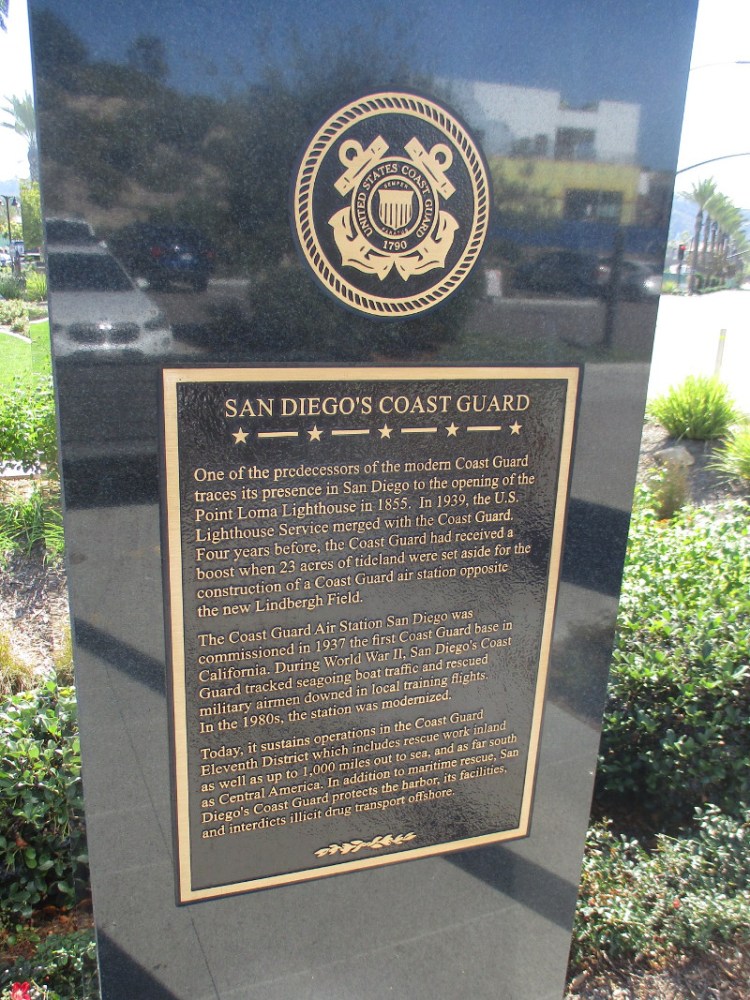 UNITED STATES COAST GUARD
SEMPER
PARATUS
1790
SAN DIEGO'S COAST GUARD
One of the predecessors of the modern Coast Guard
traces its presence in San Diego to the opening of the
Point Loma Lighthouse in 1855. In 1939, the U.S.
Lighthouse Service merged with the Coast Guard.
Four years before, the Coast Guard had received a
boost when 23 acres of tideland were set aside for the
construction of a Coast Guard air station opposite
the new Lindbergh Field.
The Coast Guard Air Station San Diego was
commissioned in 1937 the first Coast Guard base in
California. During World War II, San Diego's Coast
Guard tracked seagoing boat traffic and rescued
military airmen downed in local training flights.
In the 1980s, the station was modernized.
Today, it sustains operations in the Coast Guard
Eleventh District which includes rescue work inland
as well as up to 1,000 miles out to sea, and as far south
as Central America. In addition to maritime rescue, San
Diego's Coast Guard protects the harbor, its facilities,
and interdicts illicit drug transport offshore.